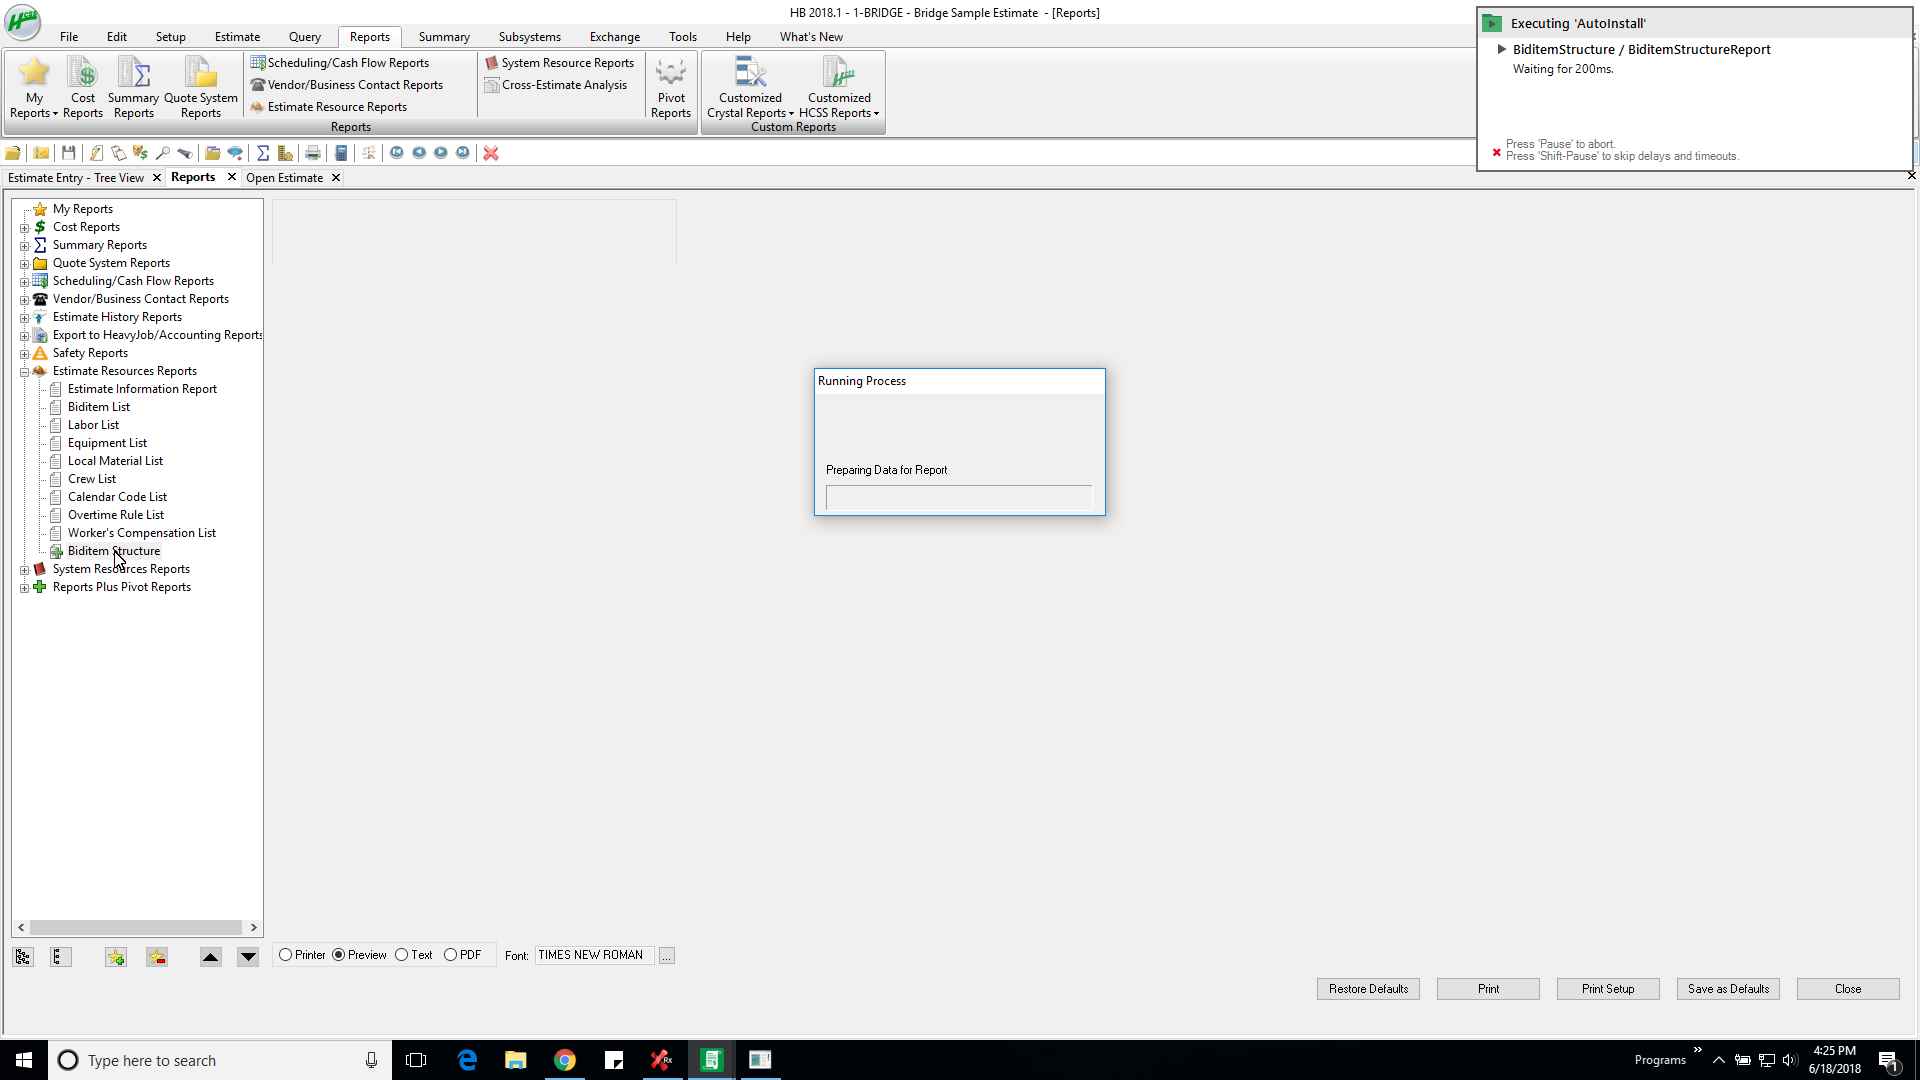 HB 2018.1 - 1-BRIDGE - Bridge Sample Estimate - [Reports]
File Edit Setup Estimate Query Reports Summary Subsystems Exchange Tools Help What's New
My Reports
Cost Reports
Summary Reports
Quote System Reports
Scheduling/Cash Flow Reports
Vendor/Business Contact Reports
Estimate Resource Reports
System Resource Reports
Cross-Estimate Analysis
Pivot Reports
Reports
Customized Crystal Reports
Customized HCSS Reports
Custom Reports
Executing 'AutoInstall'
BiditemStructure / BiditemStructureReport
Waiting for 200ms.
Press 'Pause' to abort.
Press 'Shift-Pause' to skip delays and timeouts.
Estimate Entry - Tree View Reports Open Estimate
My Reports
Cost Reports
Summary Reports
Quote System Reports
Scheduling/Cash Flow Reports
Vendor/Business Contact Reports
Estimate History Reports
Export to HeavyJob/Accounting Reports
Safety Reports
Estimate Resources Reports
Estimate Information Report
Biditem List
Labor List
Equipment List
Local Material List
Crew List
Calendar Code List
Overtime Rule List
Worker's Compensation List
Biditem Structure
System Resources Reports
Reports Plus Pivot Reports
Running Process
Preparing Data for Report
Printer Preview Text PDF Font: TIMES NEW ROMAN ...
Restore Defaults Print Print Setup Save as Defaults Close
Type here to search
Programs
4:25 PM
6/18/2018
1